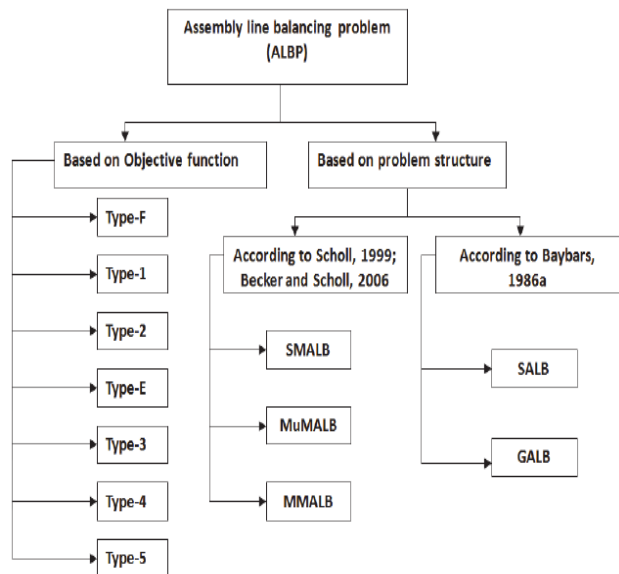 Assembly line balancing problem
(ALBP)
Based on Objective function
Based on problem structure
Type-F
Type-1
Type-2
Type-E
Type-3
Type-4
Type-5
According to Scholl, 1999;
Becker and Scholl, 2006
SMALB
MuMALB
MMALB
According to Baybars,
1986a
SALB
GALB